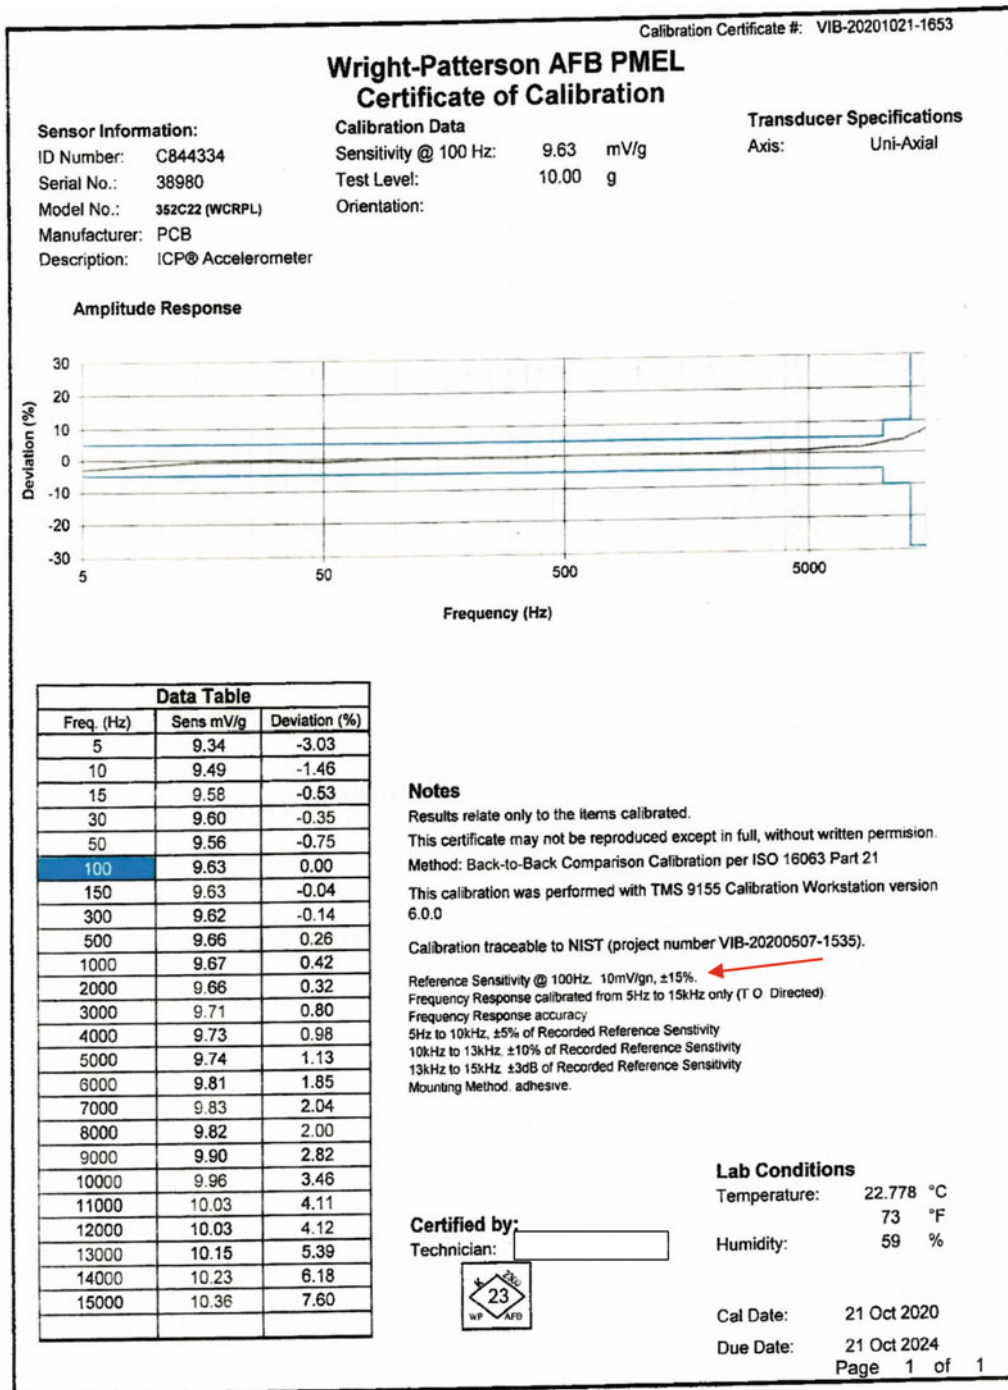 Calibration Certificate #: VIB-20201021-1653
Wright-Patterson AFB PMEL
Certificate of Calibration
Sensor Information:
ID Number: C844334
Serial No.: 38980
Model No.: 352C22 (WCRPL)
Manufacturer: PCB
Description: ICP® Accelerometer
Calibration Data
Sensitivity @ 100 Hz: 9.63 mV/g
Test Level: 10.00 g
Orientation:
Transducer Specifications
Axis: Uni-Axial
Amplitude Response
Deviation (%)
30
20
10
0
-10
-20
-30
5 50 500 5000
Frequency (Hz)
Data Table
Freq. (Hz) Sens mV/g Deviation (%)
5 9.34 -3.03
10 9.49 -1.46
15 9.58 -0.53
30 9.60 -0.35
50 9.56 -0.75
100 9.63 0.00
150 9.63 -0.04
300 9.62 -0.14
500 9.66 0.26
1000 9.67 0.42
2000 9.66 0.32
3000 9.71 0.80
4000 9.73 0.98
5000 9.74 1.13
6000 9.81 1.85
7000 9.83 2.04
8000 9.82 2.00
9000 9.90 2.82
10000 9.96 3.46
11000 10.03 4.11
12000 10.03 4.12
13000 10.15 5.39
14000 10.23 6.18
15000 10.36 7.60
Notes
Results relate only to the items calibrated.
This certificate may not be reproduced except in full, without written permision.
Method: Back-to-Back Comparison Calibration per ISO 16063 Part 21
This calibration was performed with TMS 9155 Calibration Workstation version
6.0.0
Calibration traceable to NIST (project number VIB-20200507-1535).
Reference Sensitivity @ 100Hz. 10mV/gn, ±15%.
Frequency Response calibrated from 5Hz to 15kHz only (T O Directed)
Frequency Response accuracy
5Hz to 10kHz, ±5% of Recorded Reference Senstivity
10kHz to 13kHz, ±10% of Recorded Reference Senstivity
13kHz to 15kHz ±3dB of Recorded Reference Sensitivity
Mounting Method. adhesive.
Certified by:
Technician:
K 2300
23
WP AFB
Lab Conditions
Temperature: 22.778 °C
73 °F
Humidity: 59 %
Cal Date: 21 Oct 2020
Due Date: 21 Oct 2024
Page 1 of 1